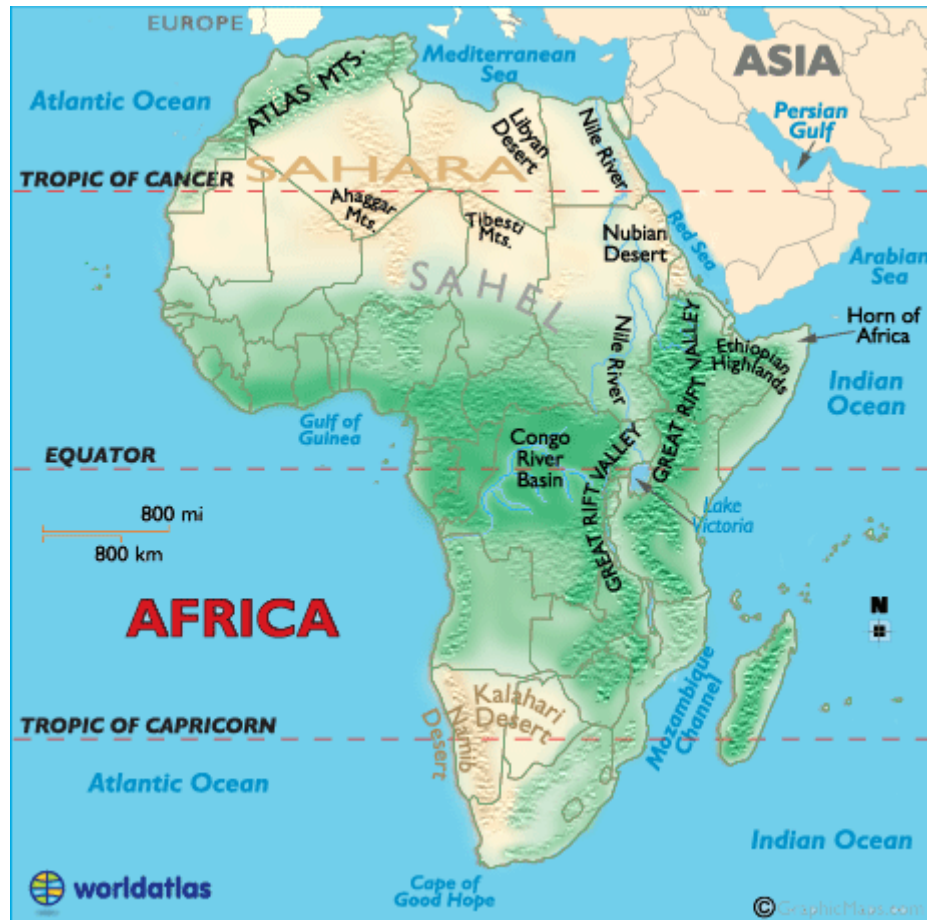 EUROPE
Mediterranean
Sea
ASIA
Atlantic Ocean
ATLAS MTS.
Persian
Gulf
Libyan
Desert
Nile River
SAHARA
TROPIC OF CANCER
Ahaggar
Mts.
Tibesti
Mts.
Nubian
Desert
Red Sea
Arabian
Sea
SAHEL
Horn of
Africa
Nile River
GREAT RIFT VALLEY
Ethiopian
Highlands
Indian
Ocean
Gulf of
Guinea
EQUATOR
Congo
River
Basin
GREAT RIFT VALLEY
Lake
Victoria
800 mi
800 km
AFRICA
N
Mozambique
Channel
Kalahari
Desert
Namib
Desert
TROPIC OF CAPRICORN
Atlantic Ocean
Indian Ocean
worldatlas
Cape of
Good Hope
© GraphicMaps.com